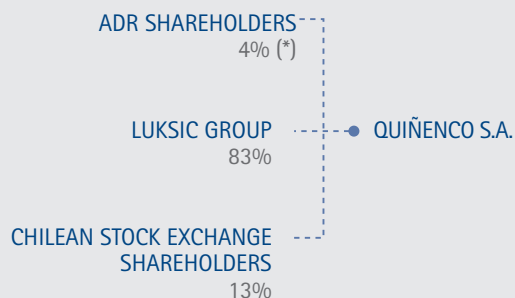 ADR SHAREHOLDERS
4% (*)
LUKSIC GROUP
83%
QUIÑENCO S.A.
CHILEAN STOCK EXCHANGE
SHAREHOLDERS
13%